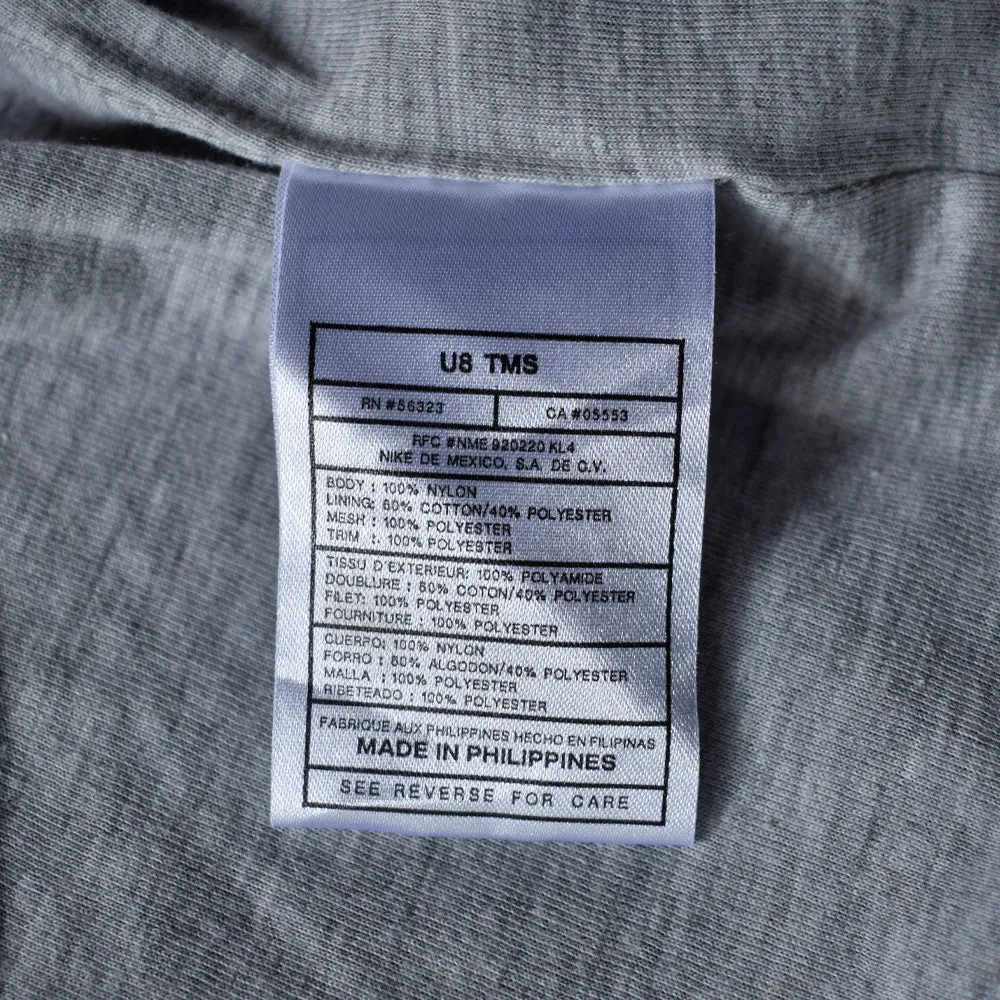 U8 TMS
RN #56323 CA #05553
RFC #NME 920220 KL4
NIKE DE MEXICO, S.A. DE C.V.
BODY : 100% NYLON
LINING: 60% COTTON/40% POLYESTER
MESH : 100% POLYESTER
TRIM : 100% POLYESTER
TISSU D'EXTERIEUR: 100% POLYAMIDE
DOUBLURE : 60% COTON/40% POLYESTER
FILET: 100% POLYESTER
FOURNITURE : 100% POLYESTER
CUERPO: 100% NYLON
FORRO : 60% ALGODON/40% POLYESTER
MALLA : 100% POLYESTER
RIBETEADO : 100% POLYESTER
FABRIQUE AUX PHILIPPINES HECHO EN FILIPINAS
MADE IN PHILIPPINES
SEE REVERSE FOR CARE